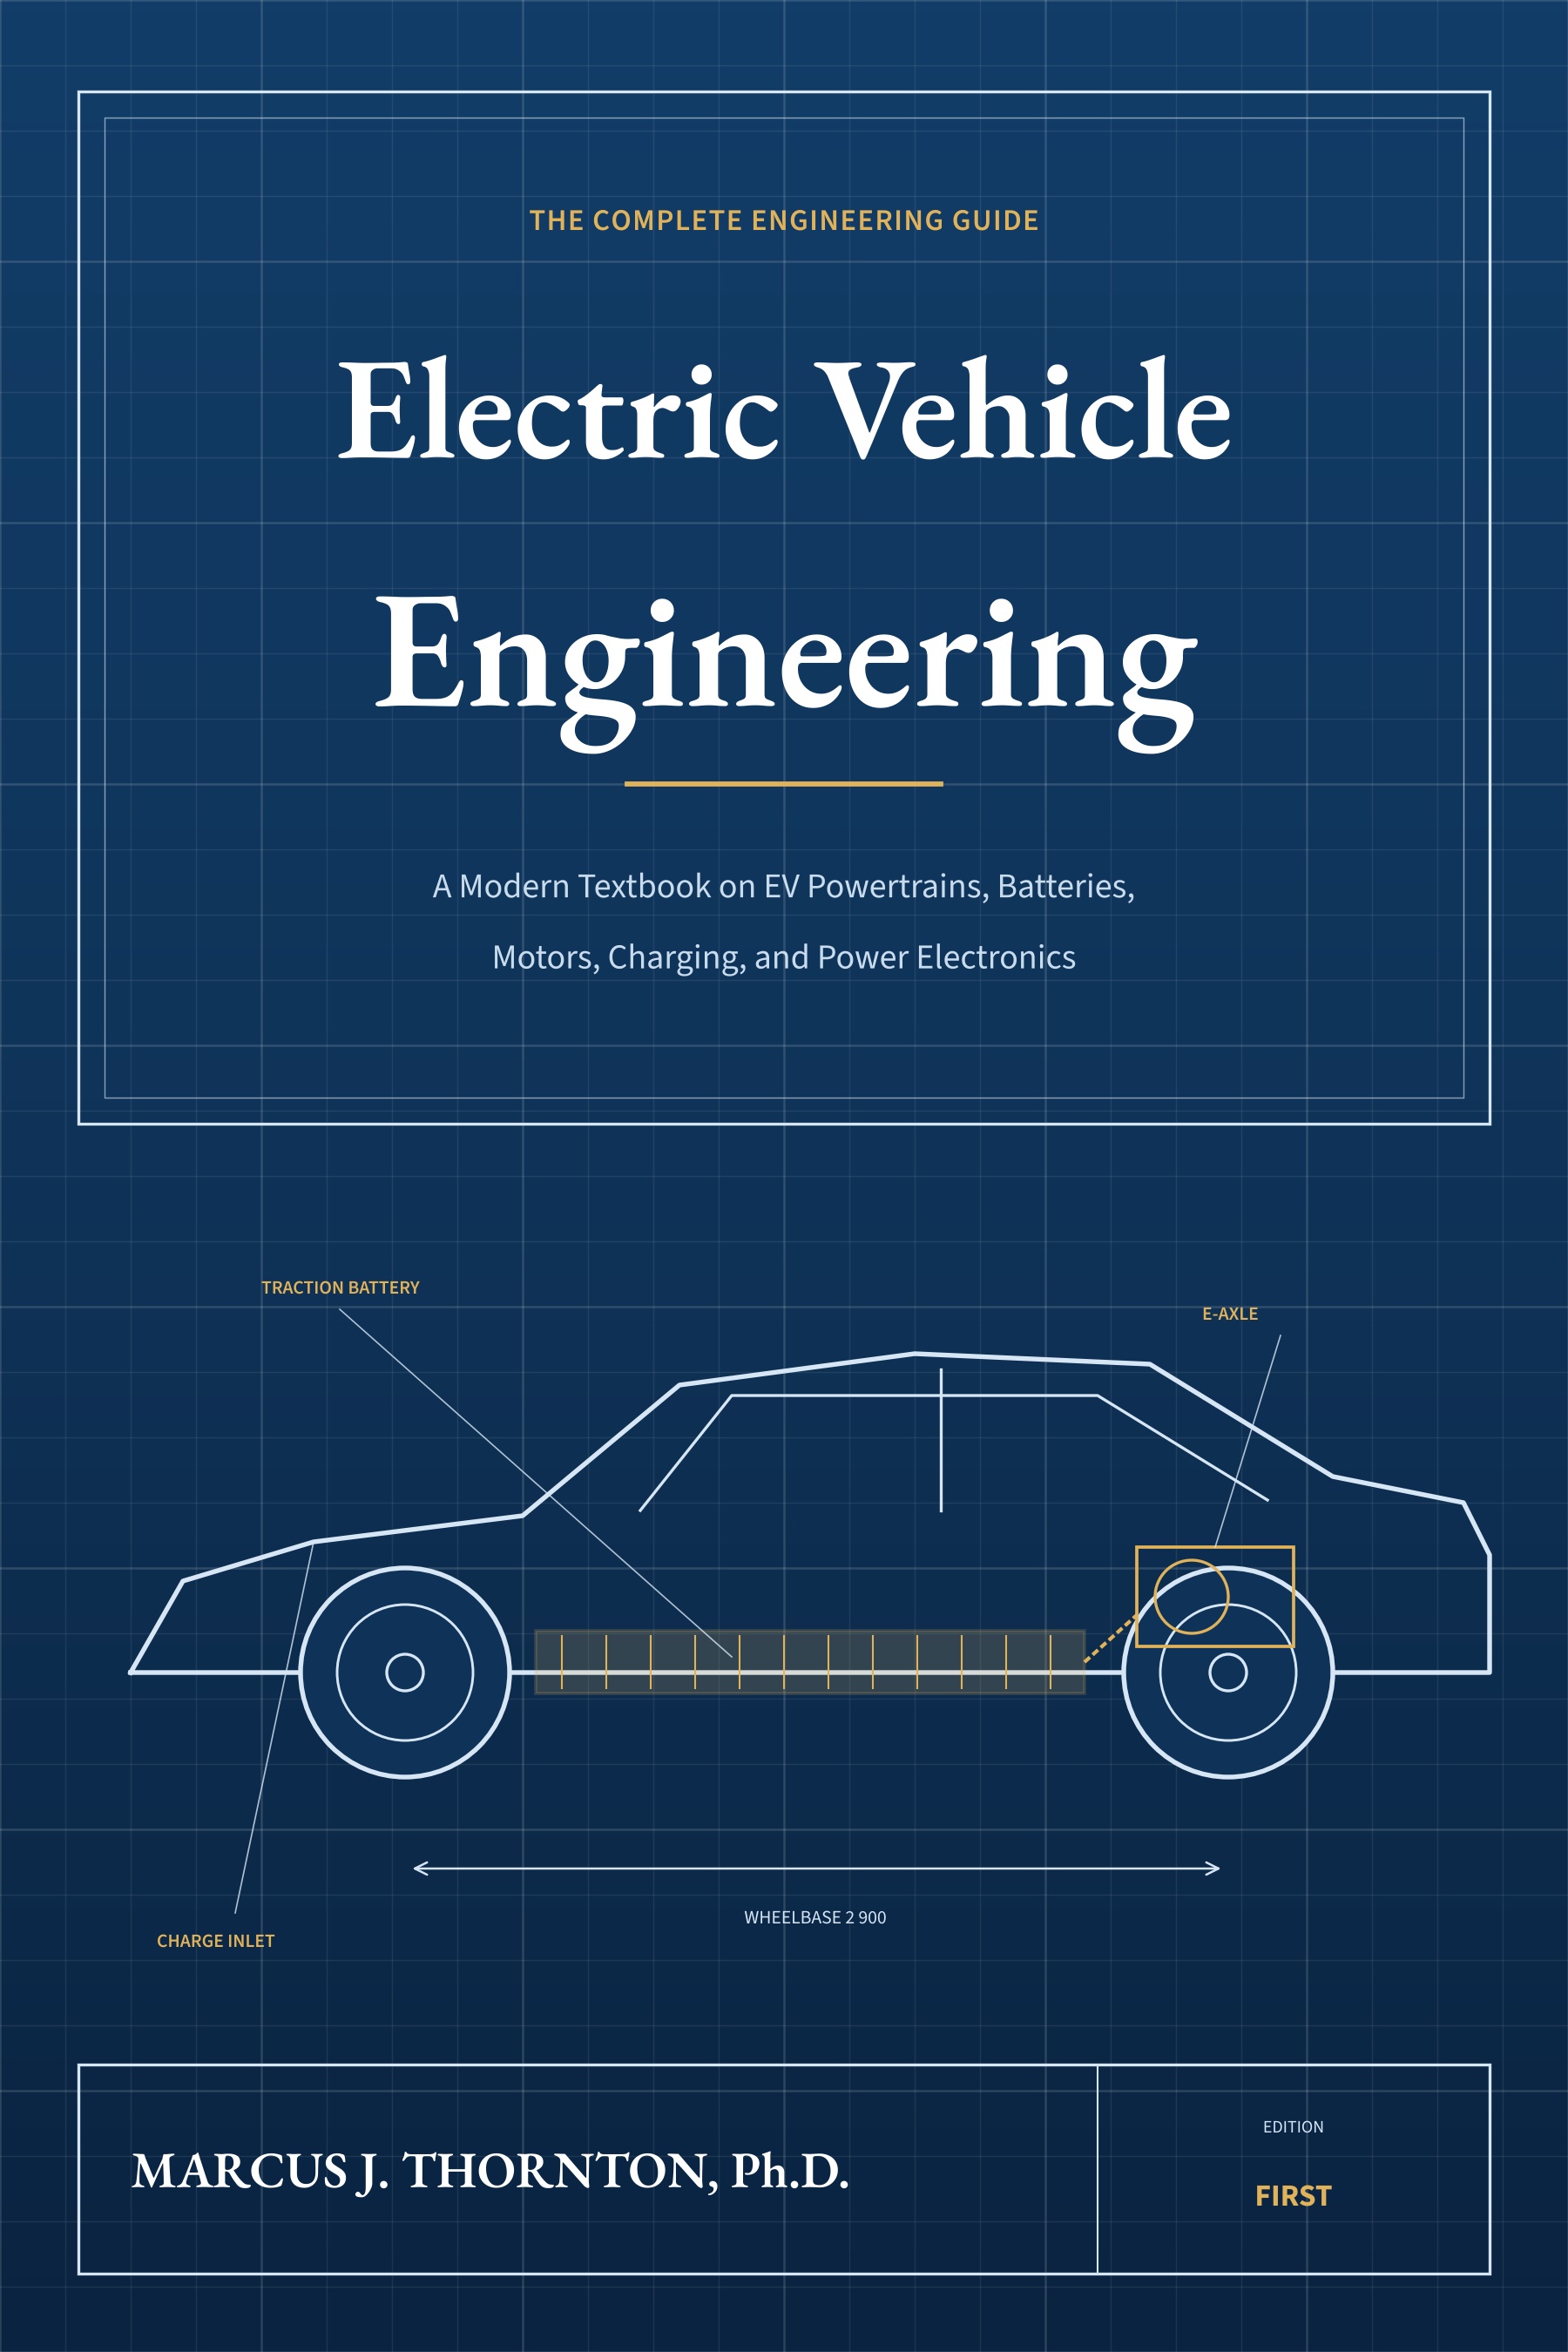 THE COMPLETE ENGINEERING GUIDE
Electric Vehicle
Engineering
A Modern Textbook on EV Powertrains, Batteries,
Motors, Charging, and Power Electronics
TRACTION BATTERY
E-AXLE
WHEELBASE 2 900
CHARGE INLET
MARCUS J. THORNTON, Ph.D.
EDITION
FIRST